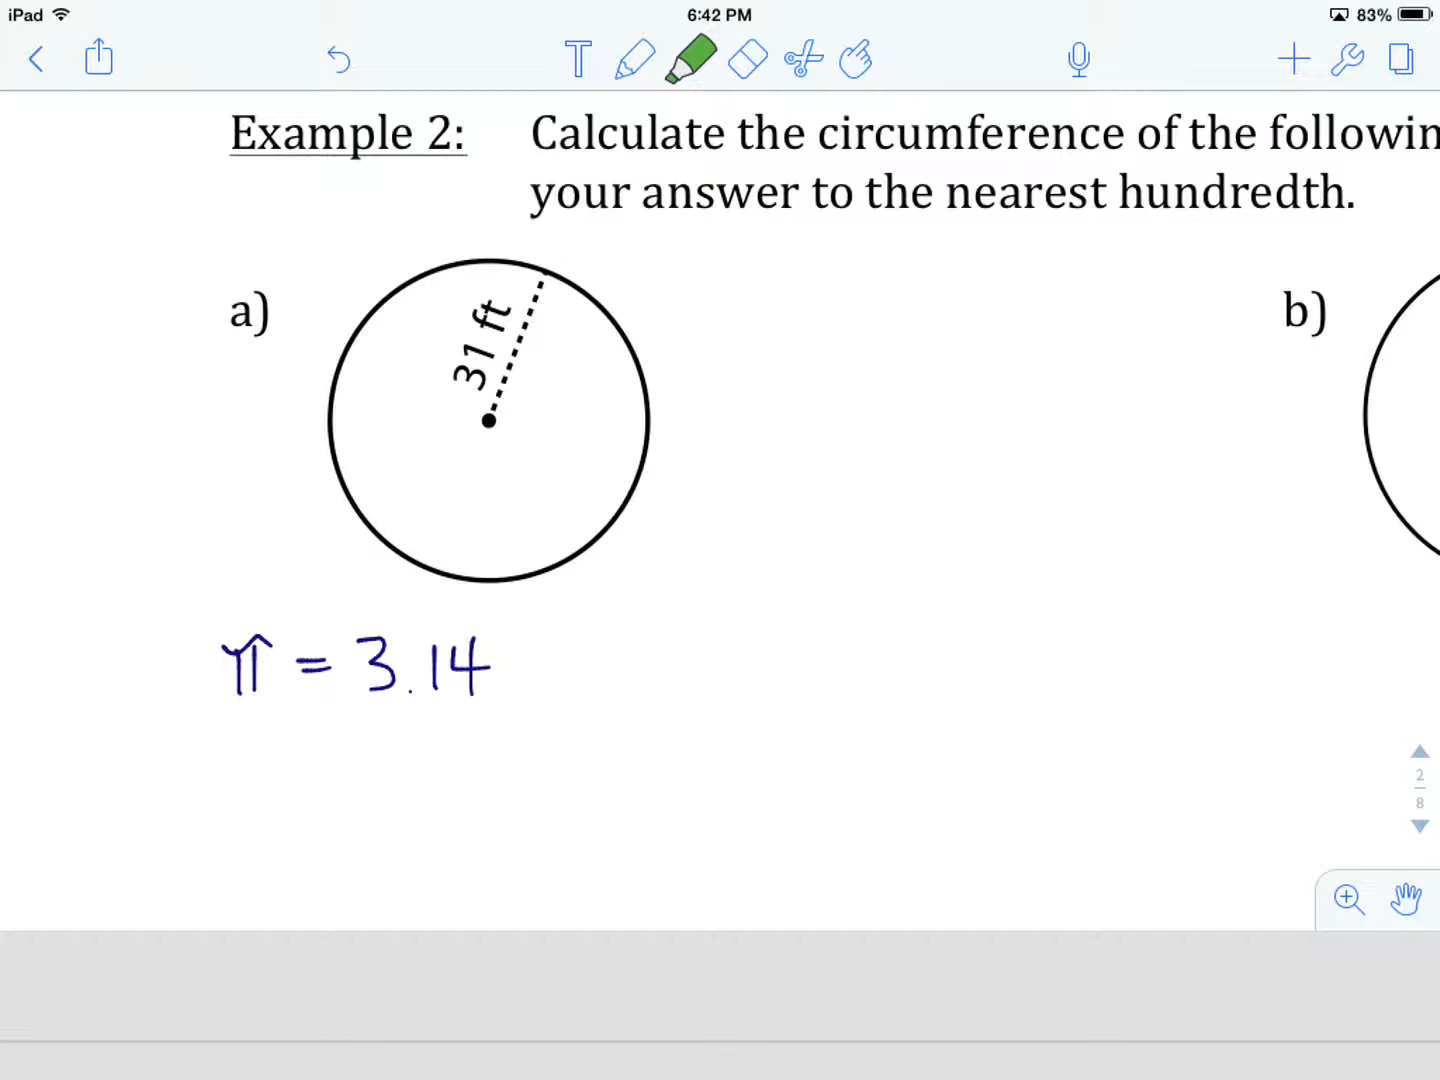 iPad
6:42 PM
83%
T
Example 2: Calculate the circumference of the followin
your answer to the nearest hundredth.
a)
31 ft
b)
π = 3.14
2
8